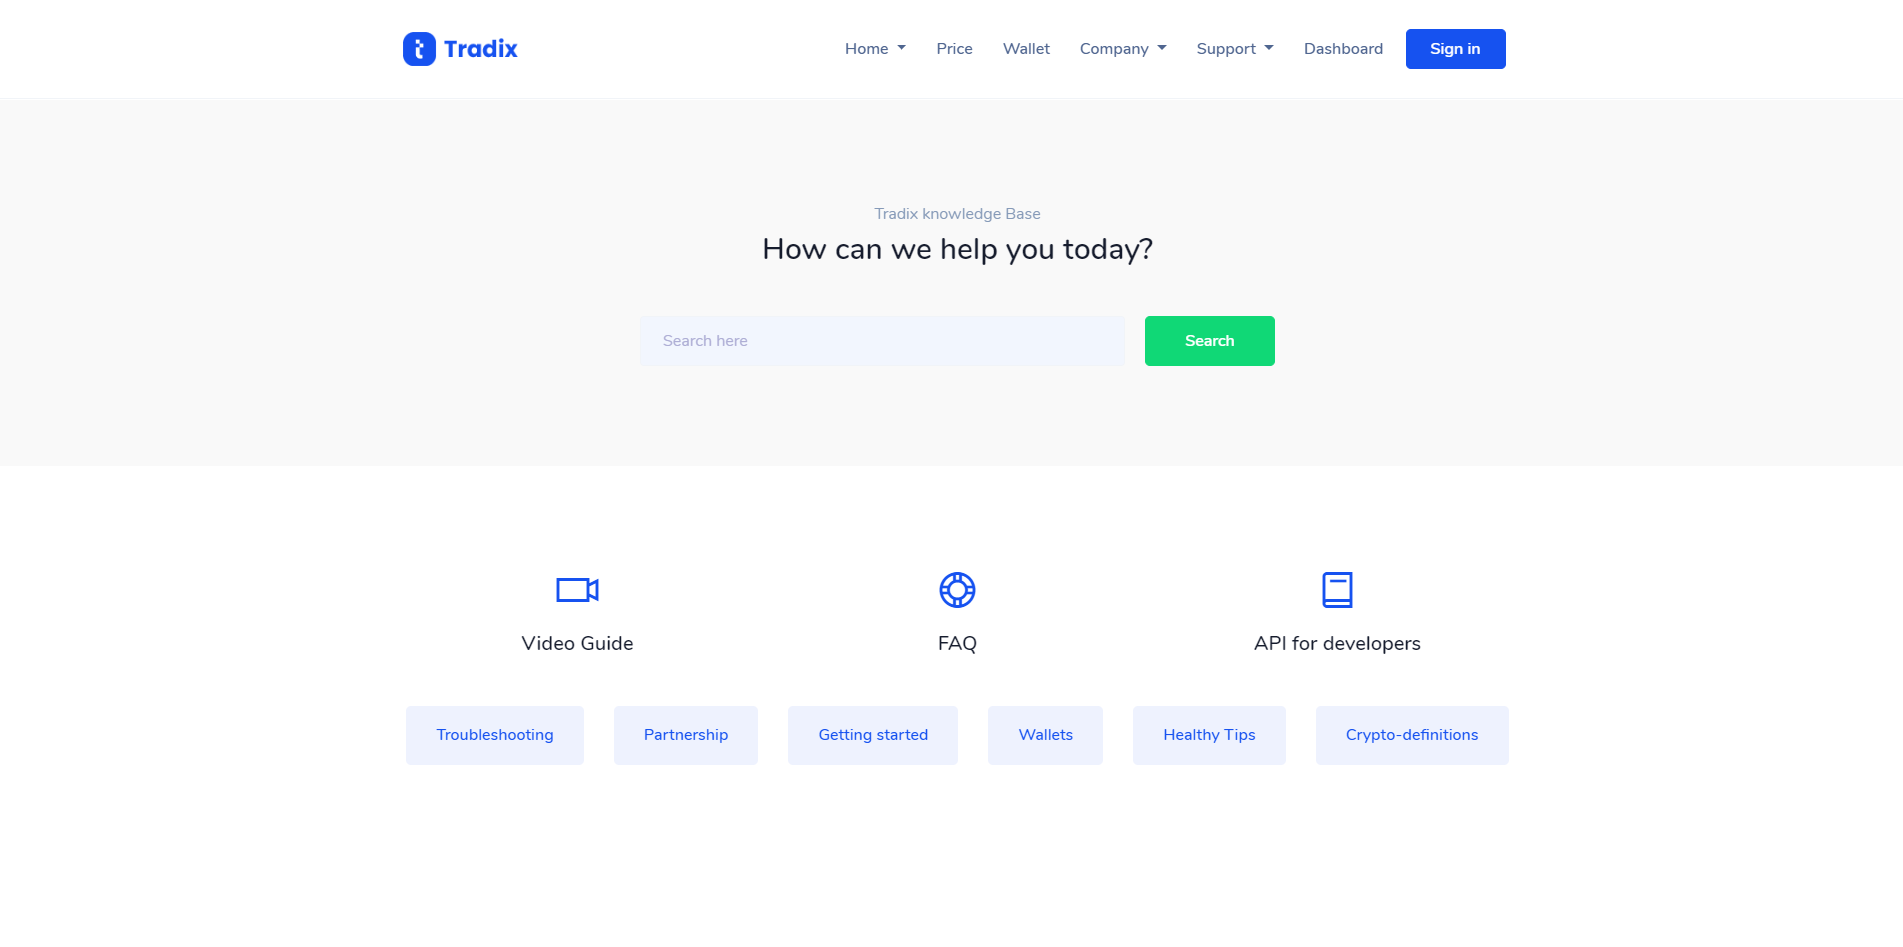 Tradix
Home
Price
Wallet
Company
Support
Dashboard
Sign in
Tradix knowledge Base
How can we help you today?
Search here
Search
Video Guide
FAQ
API for developers
Troubleshooting
Partnership
Getting started
Wallets
Healthy Tips
Crypto-definitions